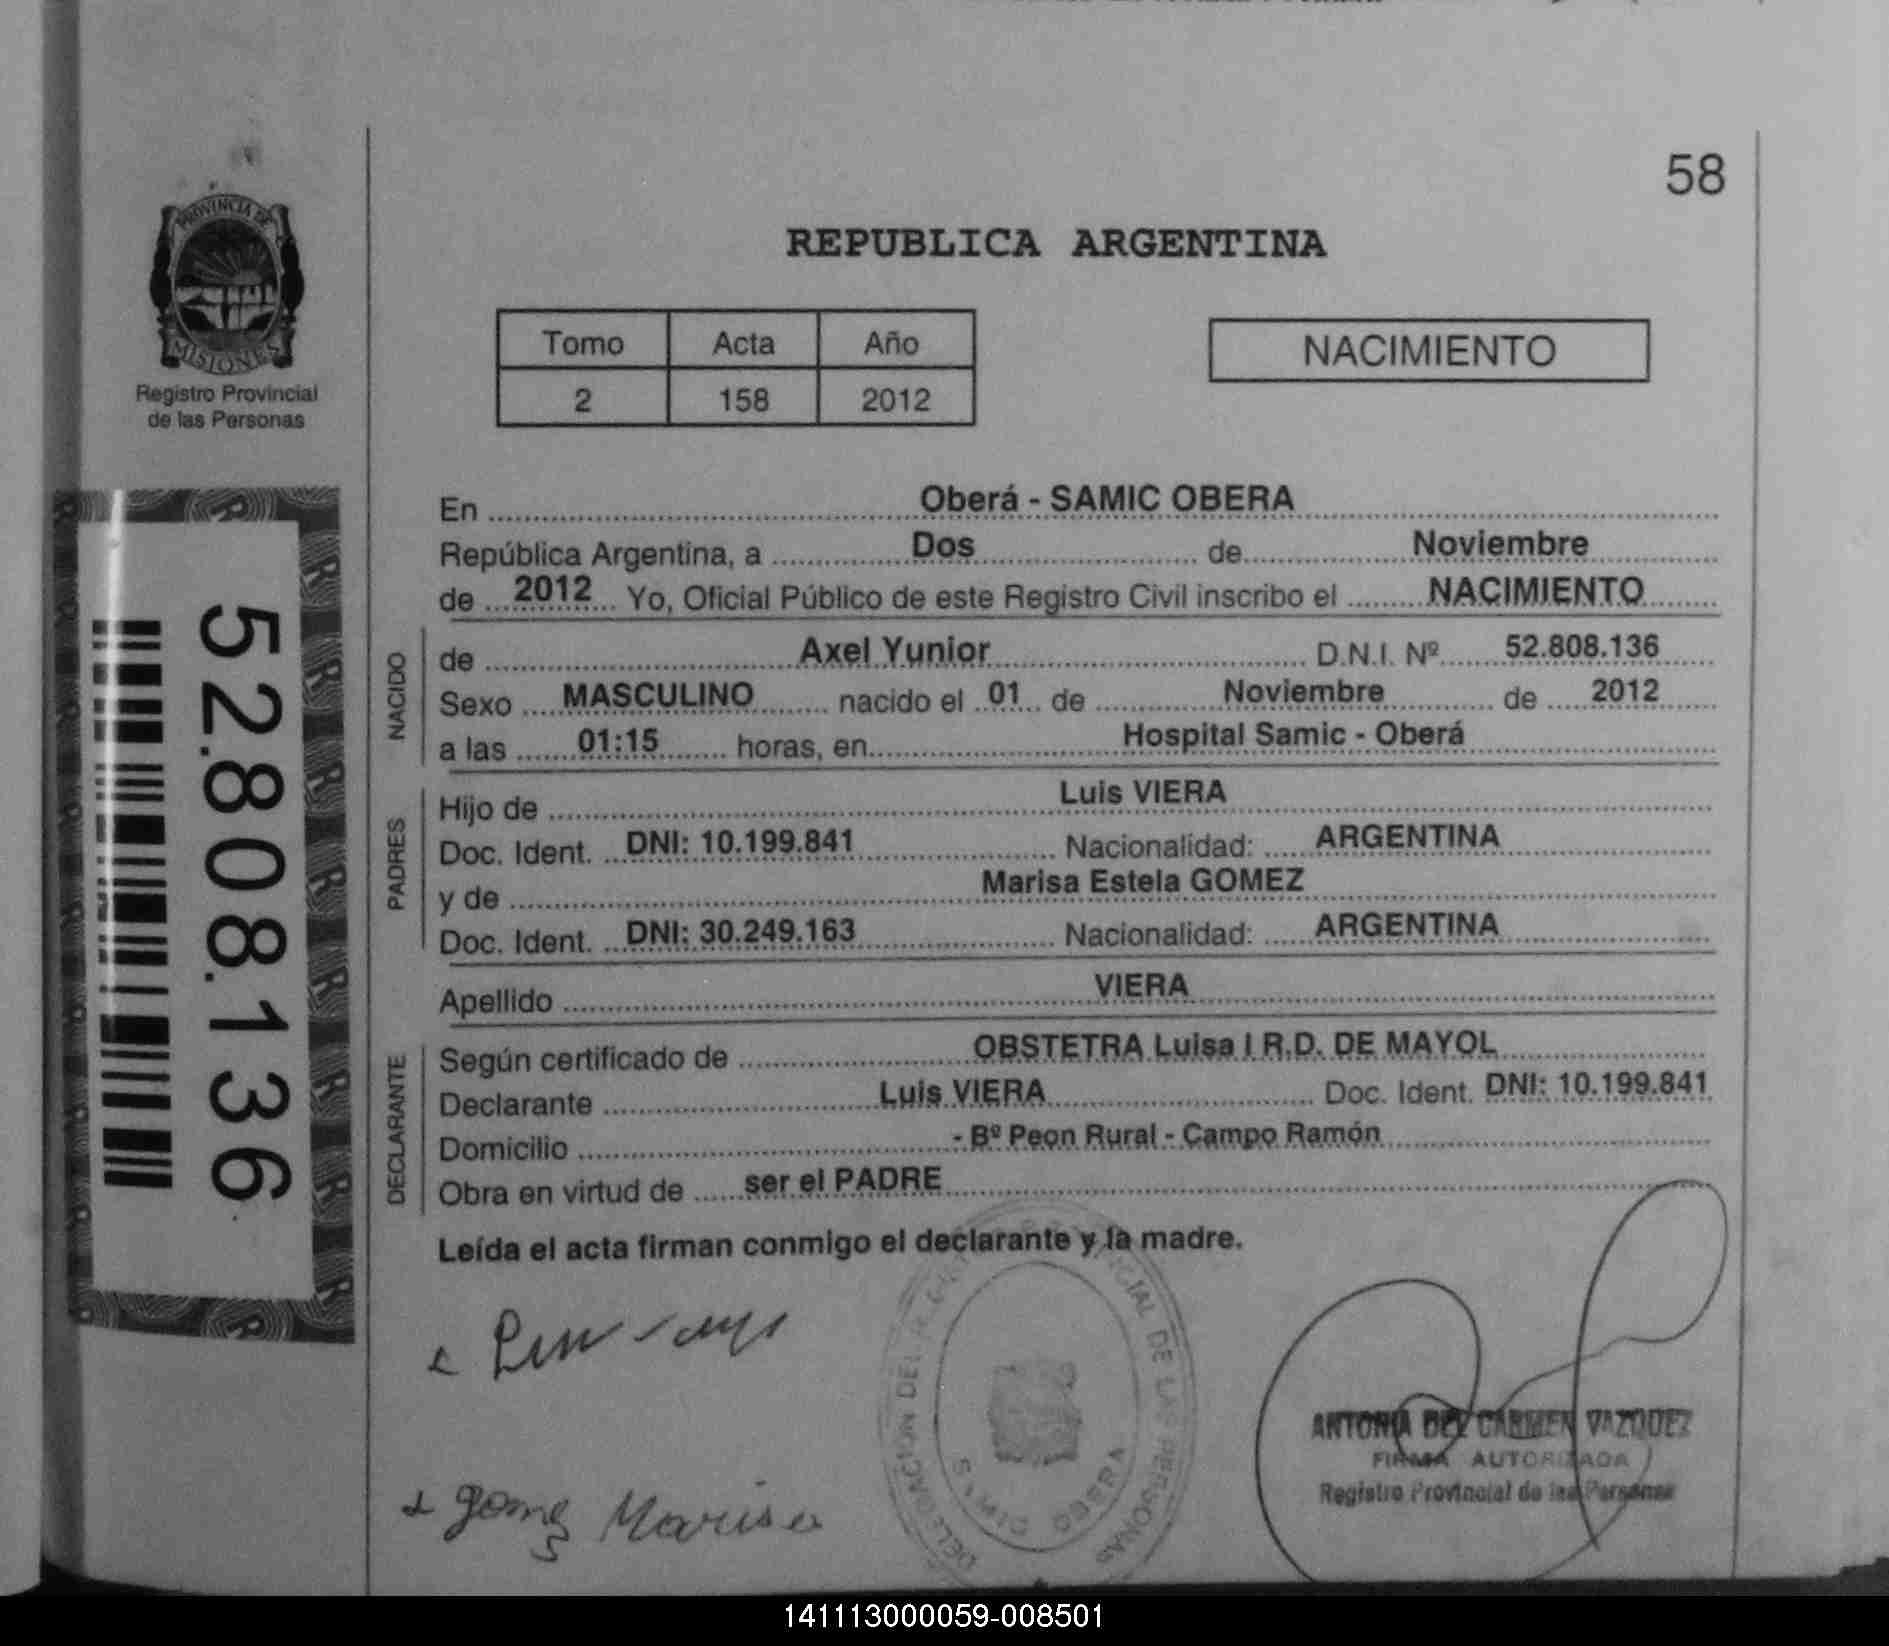 58
PROVINCIA DE
MISIONES
Registro Provincial
de las Personas
REPUBLICA ARGENTINA
Tomo Acta Año
2 158 2012
NACIMIENTO
52.808.136
En Oberá - SAMIC OBERA
República Argentina, a Dos de Noviembre
de 2012 Yo, Oficial Público de este Registro Civil inscribo el NACIMIENTO
NACIDO
de Axel Yunior D.N.I. Nº 52.808.136
Sexo MASCULINO nacido el 01 de Noviembre de 2012
a las 01:15 horas, en Hospital Samic - Oberá
PADRES
Hijo de Luis VIERA
Doc. Ident. DNI: 10.199.841 Nacionalidad: ARGENTINA
y de Marisa Estela GOMEZ
Doc. Ident. DNI: 30.249.163 Nacionalidad: ARGENTINA
Apellido VIERA
DECLARANTE
Según certificado de OBSTETRA Luisa I R.D. DE MAYOL
Declarante Luis VIERA Doc. Ident. DNI: 10.199.841
Domicilio - Bº Peon Rural - Campo Ramón
Obra en virtud de ser el PADRE
Leída el acta firman conmigo el declarante y la madre.
Gomez Marisa
DELEGACION DEL DE LAS PERSONAS
OBERA
ANTONIA DEL CARMEN VAZQUEZ
FIRMA AUTORIZADA
Registro Provincial de las Personas
141113000059-008501